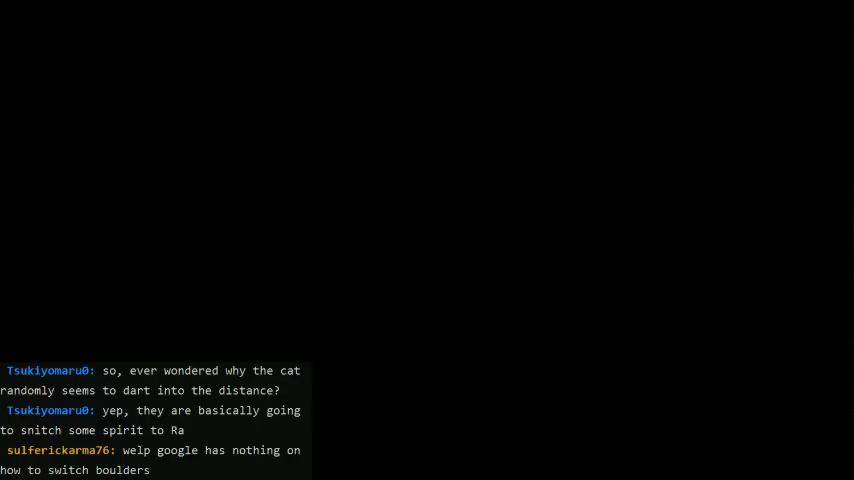 Tsukiyomaru0: so, ever wondered why the cat
randomly seems to dart into the distance?
Tsukiyomaru0: yep, they are basically going
to snitch some spirit to Ra
sulferickarma76: welp google has nothing on
how to switch boulders